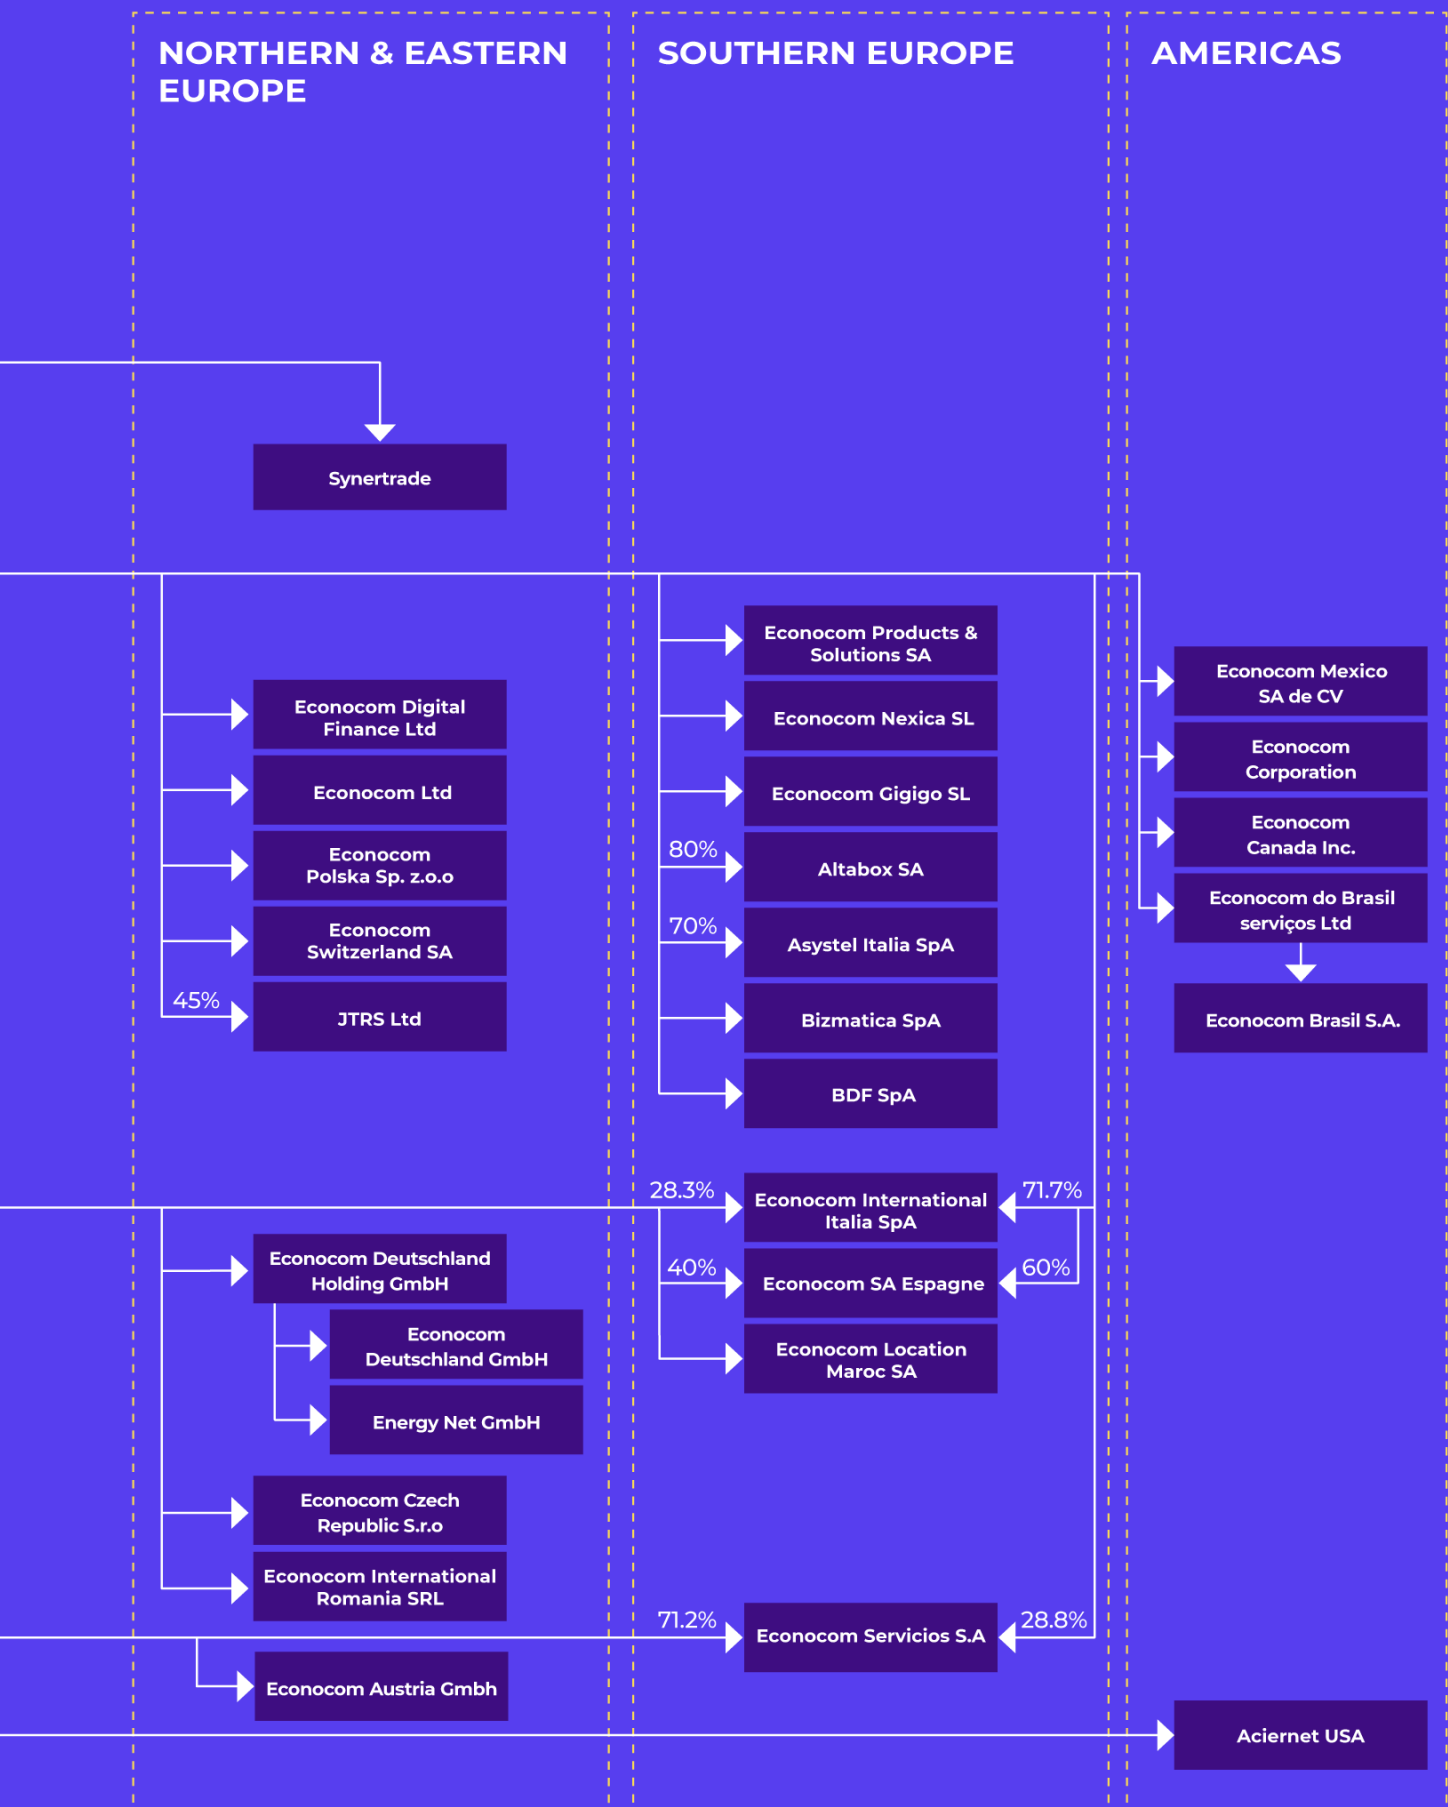 NORTHERN & EASTERN
EUROPE
Synertrade
Econocom Digital
Finance Ltd
Econocom Ltd
Econocom
Polska Sp. z.o.o
Econocom
Switzerland SA
45%
JTRS Ltd
Econocom Deutschland
Holding GmbH
Econocom
Deutschland GmbH
Energy Net GmbH
Econocom Czech
Republic S.r.o
Econocom International
Romania SRL
Econocom Austria Gmbh
SOUTHERN EUROPE
Econocom Products &
Solutions SA
Econocom Nexica SL
Econocom Gigigo SL
80%
Altabox SA
70%
Asystel Italia SpA
Bizmatica SpA
BDF SpA
28.3%
Econocom International
Italia SpA
71.7%
40%
Econocom SA Espagne
60%
Econocom Location
Maroc SA
71.2%
Econocom Servicios S.A
28.8%
AMERICAS
Econocom Mexico
SA de CV
Econocom
Corporation
Econocom
Canada Inc.
Econocom do Brasil
serviços Ltd
Econocom Brasil S.A.
Aciernet USA